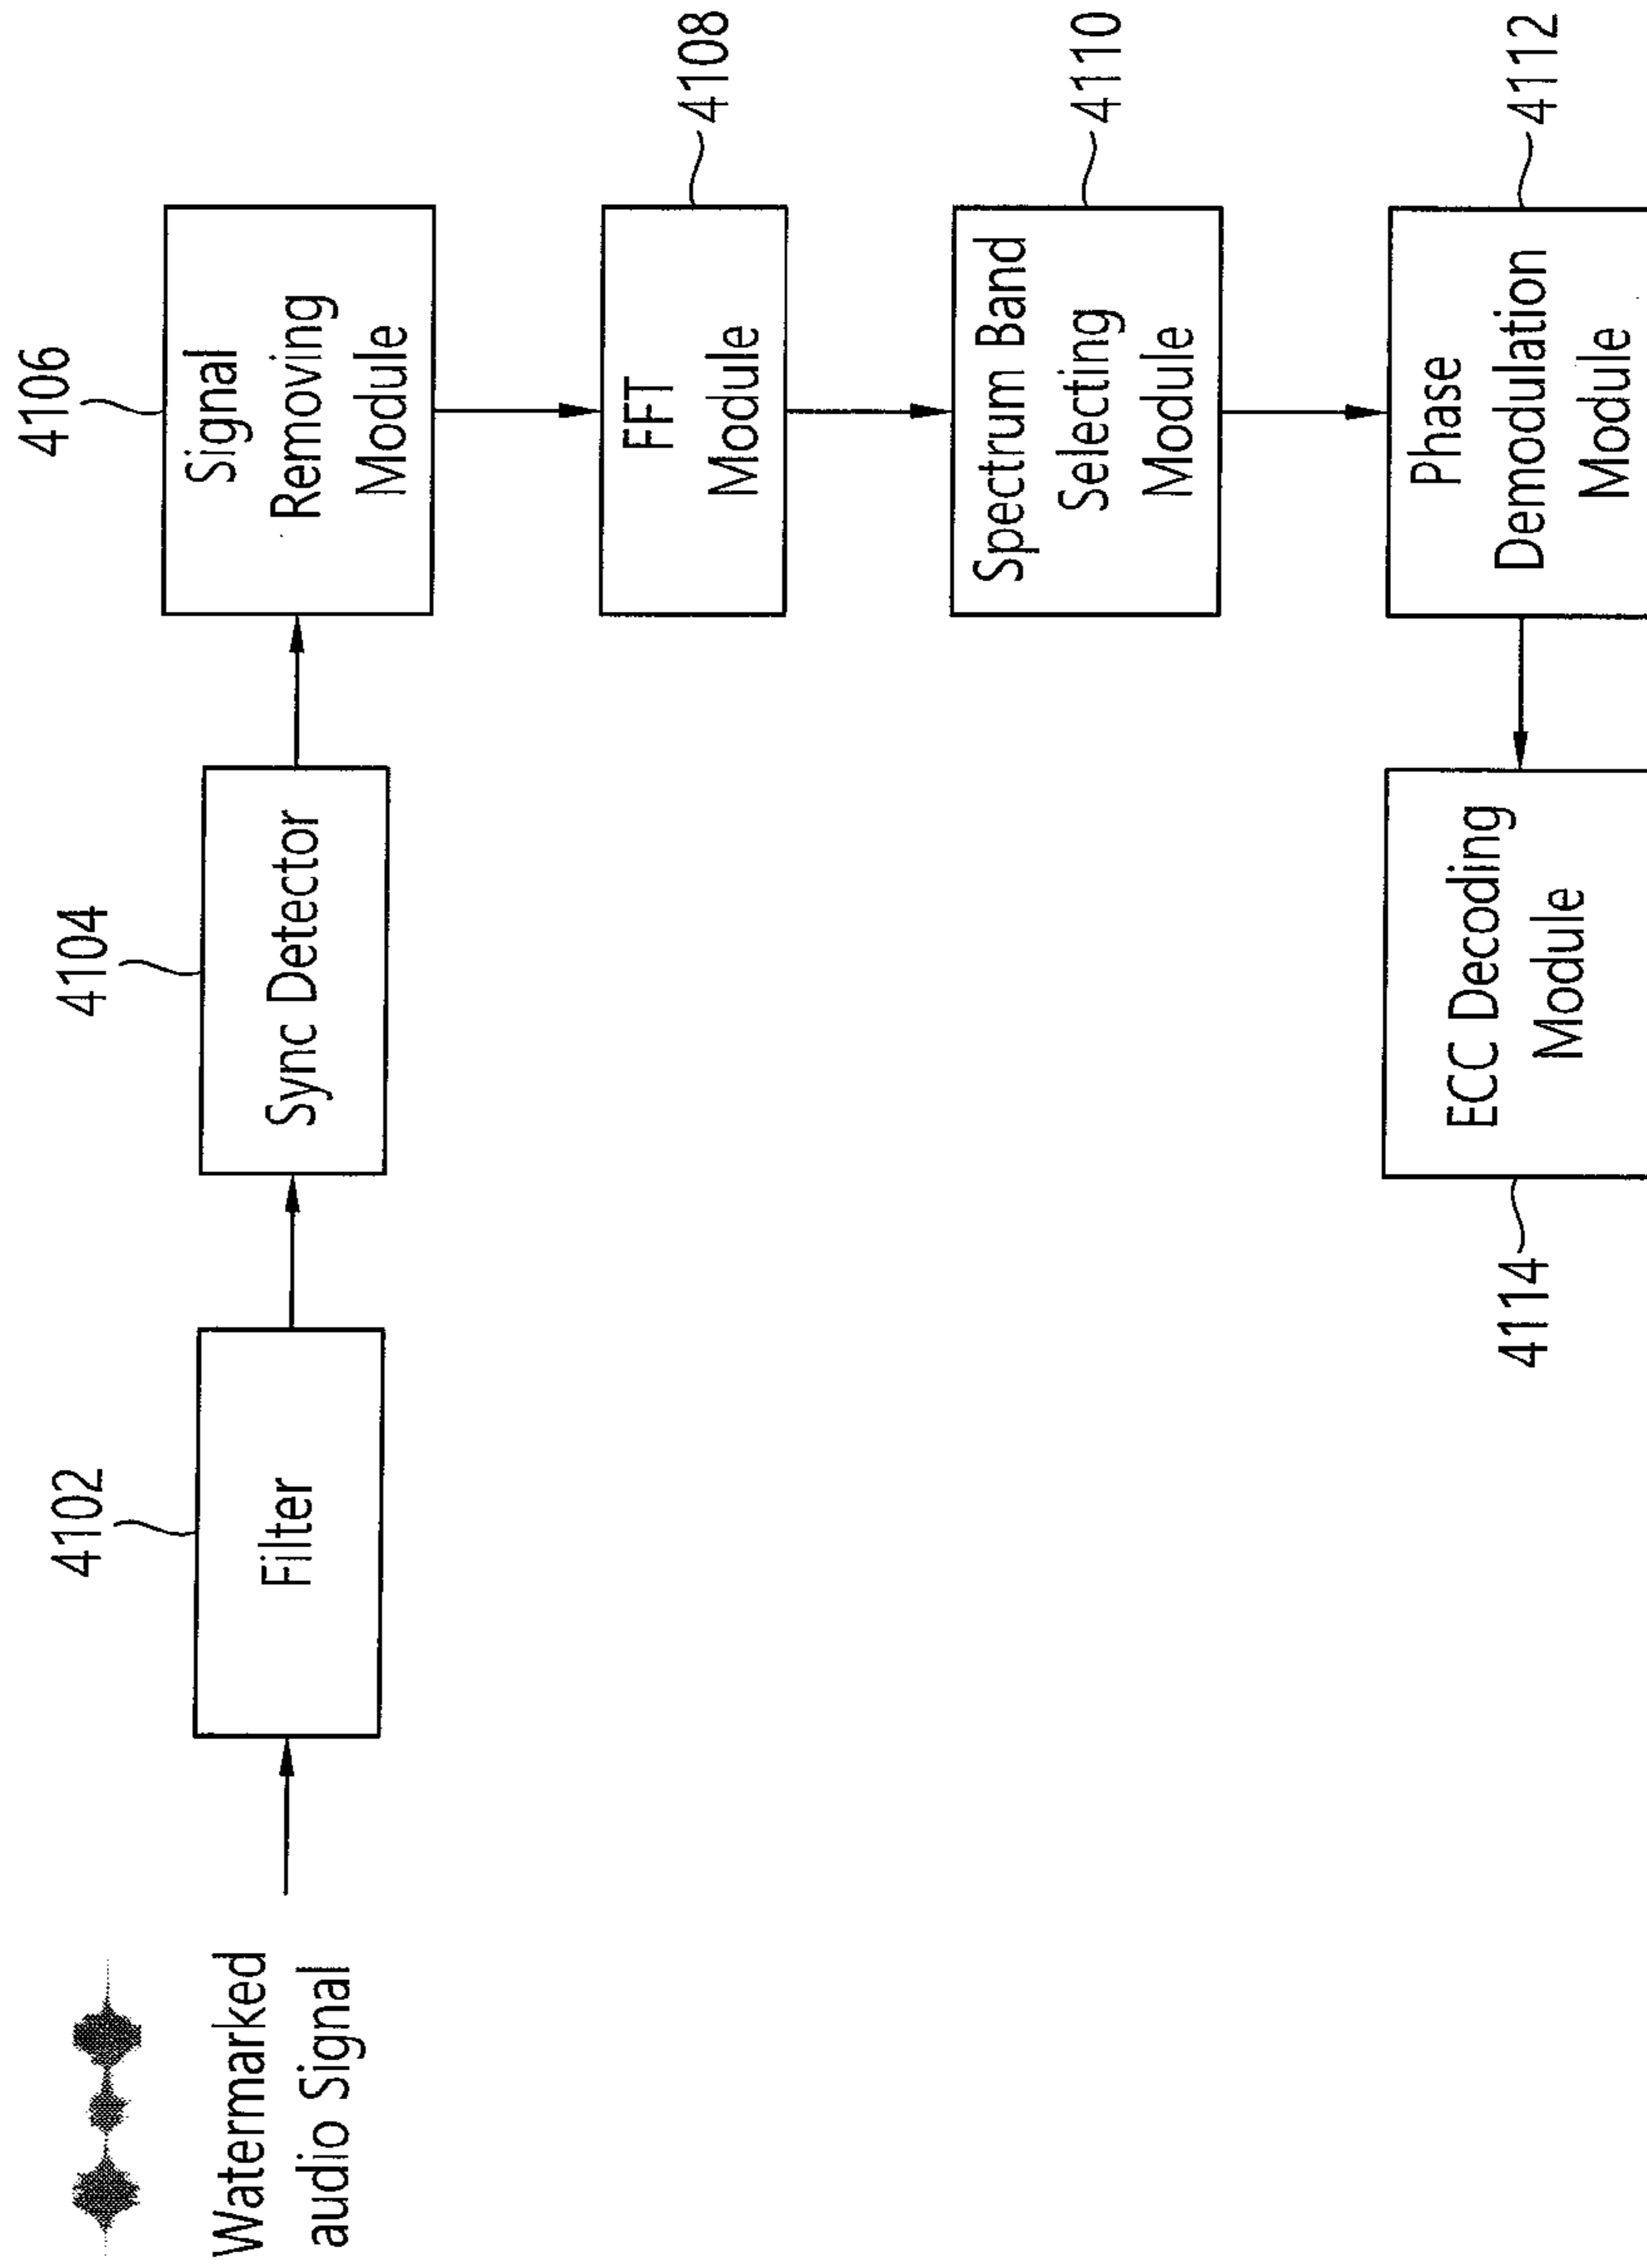 Watermarked
audio Signal
4102
Filter
4104
Sync Detector
4106
Signal
Removing
Module
4108
FFT
Module
4110
Spectrum Band
Selecting
Module
4112
Phase
Demodulation
Module
ECC Decoding
Module
4114